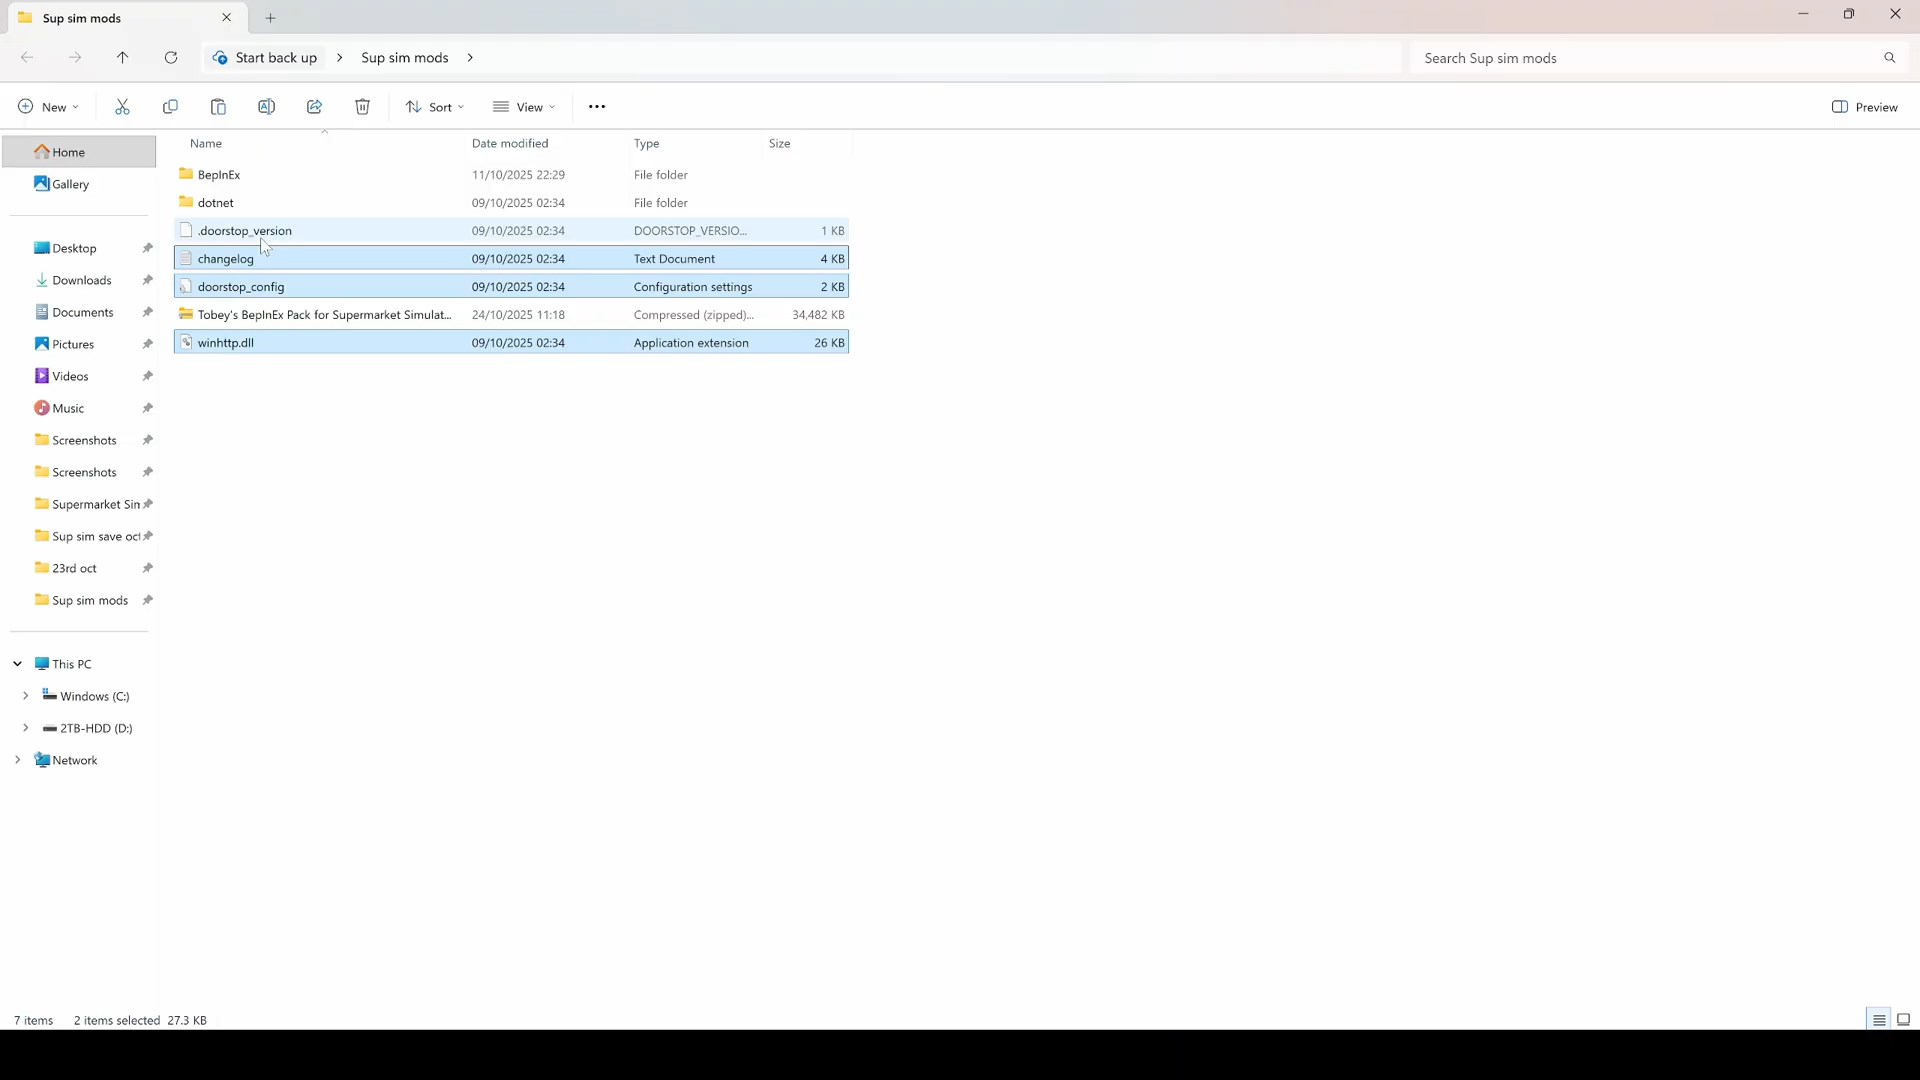 Sup sim mods
Start back up > Sup sim mods >
Search Sup sim mods
New
Sort
View
Preview
Name Date modified Type Size
BepInEx 11/10/2025 22:29 File folder
dotnet 09/10/2025 02:34 File folder
.doorstop_version 09/10/2025 02:34 DOORSTOP_VERSIO... 1 KB
changelog 09/10/2025 02:34 Text Document 4 KB
doorstop_config 09/10/2025 02:34 Configuration settings 2 KB
Tobey's BepInEx Pack for Supermarket Simulat... 24/10/2025 11:18 Compressed (zipped)... 34,482 KB
winhttp.dll 09/10/2025 02:34 Application extension 26 KB
Home
Gallery
Desktop
Downloads
Documents
Pictures
Videos
Music
Screenshots
Screenshots
Supermarket Sim
Sup sim save oct
23rd oct
Sup sim mods
This PC
Windows (C:)
2TB-HDD (D:)
Network
7 items 2 items selected 27.3 KB